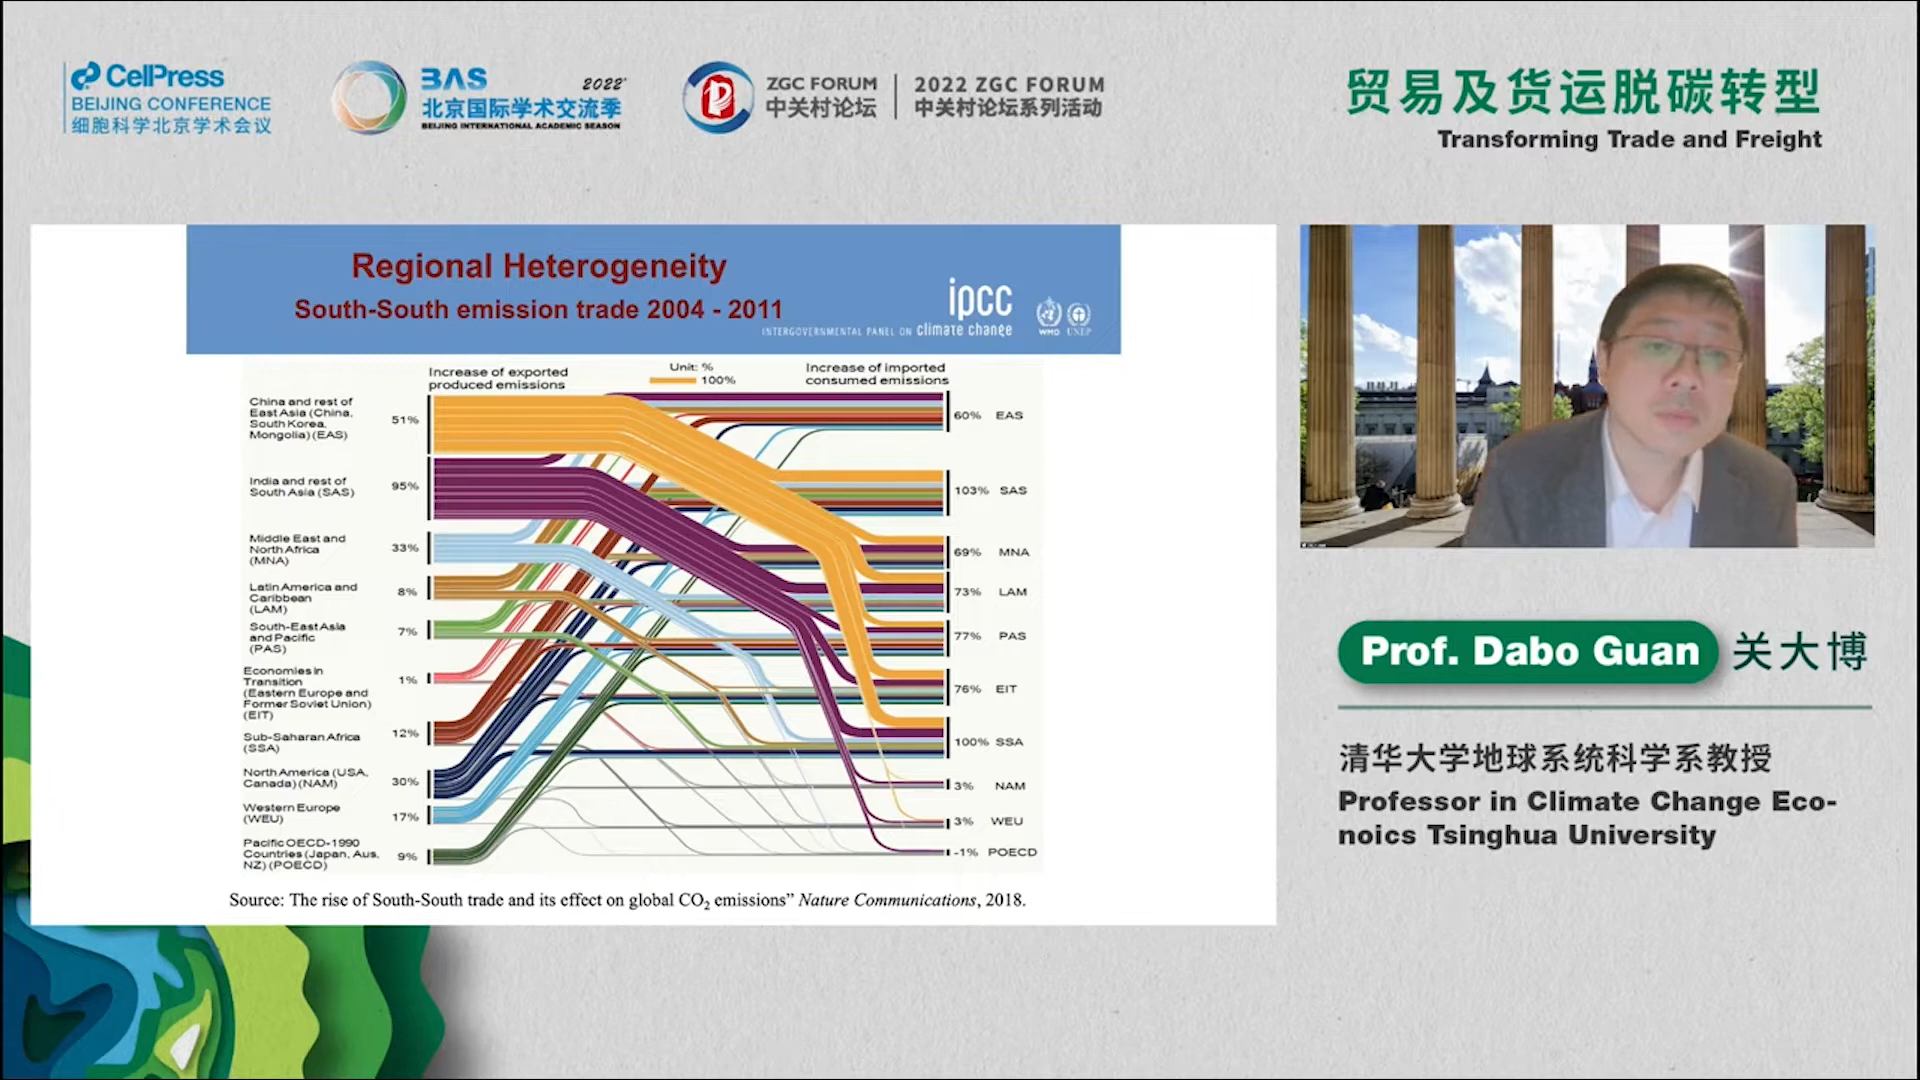 CellPress
BEIJING CONFERENCE
细胞科学北京学术会议
BAS 2022
北京国际学术交流季
BEIJING INTERNATIONAL ACADEMIC SEASON
ZGC FORUM
中关村论坛
2022 ZGC FORUM
中关村论坛系列活动
贸易及货运脱碳转型
Transforming Trade and Freight
Regional Heterogeneity
South-South emission trade 2004 - 2011
ipcc
INTERGOVERNMENTAL PANEL ON climate change
WMO UNEP
Increase of exported
produced emissions
Unit: %
100%
Increase of imported
consumed emissions
China and rest of
East Asia (China,
South Korea,
Mongolia) (EAS)
51%
India and rest of
South Asia (SAS)
95%
Middle East and
North Africa
(MNA)
33%
Latin America and
Caribbean
(LAM)
8%
South-East Asia
and Pacific
(PAS)
7%
Economies in
Transition
(Eastern Europe and
Former Soviet Union)
(EIT)
1%
Sub-Saharan Africa
(SSA)
12%
North America (USA,
Canada) (NAM)
30%
Western Europe
(WEU)
17%
Pacific OECD-1990
Countries (Japan, Aus,
NZ) (POECD)
9%
60% EAS
103% SAS
69% MNA
73% LAM
77% PAS
76% EIT
100% SSA
3% NAM
3% WEU
-1% POECD
Source: The rise of South-South trade and its effect on global CO₂ emissions” Nature Communications, 2018.
Prof. Dabo Guan 关大博
清华大学地球系统科学系教授
Professor in Climate Change Eco-
noics Tsinghua University